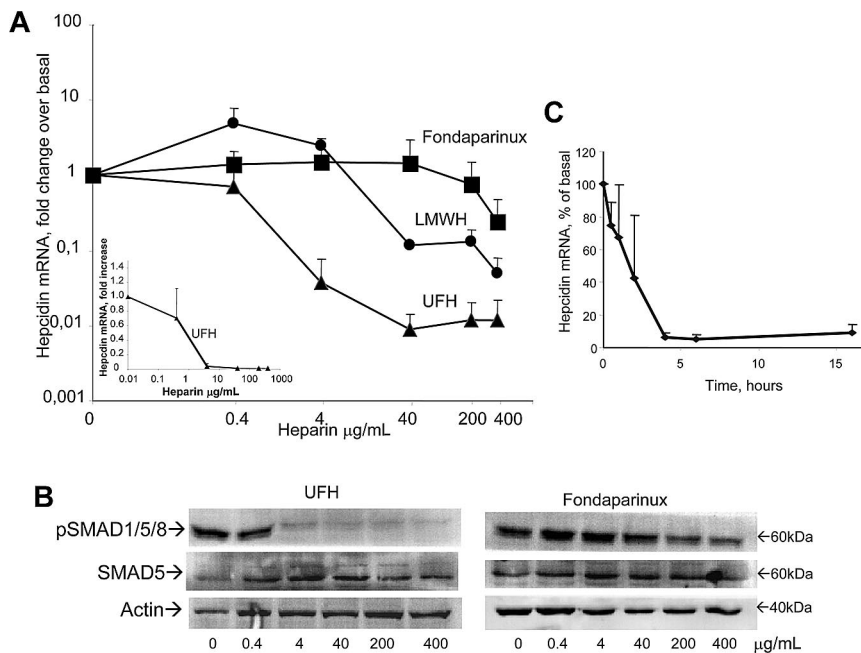 A
Hepcidin mRNA, fold change over basal
100
10
1
0,1
0,01
0,001
Fondaparinux
LMWH
UFH
0 0.4 4 40 200 400
Heparin µg/mL
Hepcdin mRNA, fold increase
1.4
1.2
1.0
0.8
0.6
0.4
0.2
0
UFH
0.01 0.1 1 10 100 1000
Heparin µg/mL
C
Hepcidin mRNA, % of basal
120
100
80
60
40
20
0
0 5 10 15
Time, hours
B
UFH Fondaparinux
pSMAD1/5/8→ ←60kDa
SMAD5→ ←60kDa
Actin→ ←40kDa
0 0.4 4 40 200 400 0 0.4 4 40 200 400 µg/mL